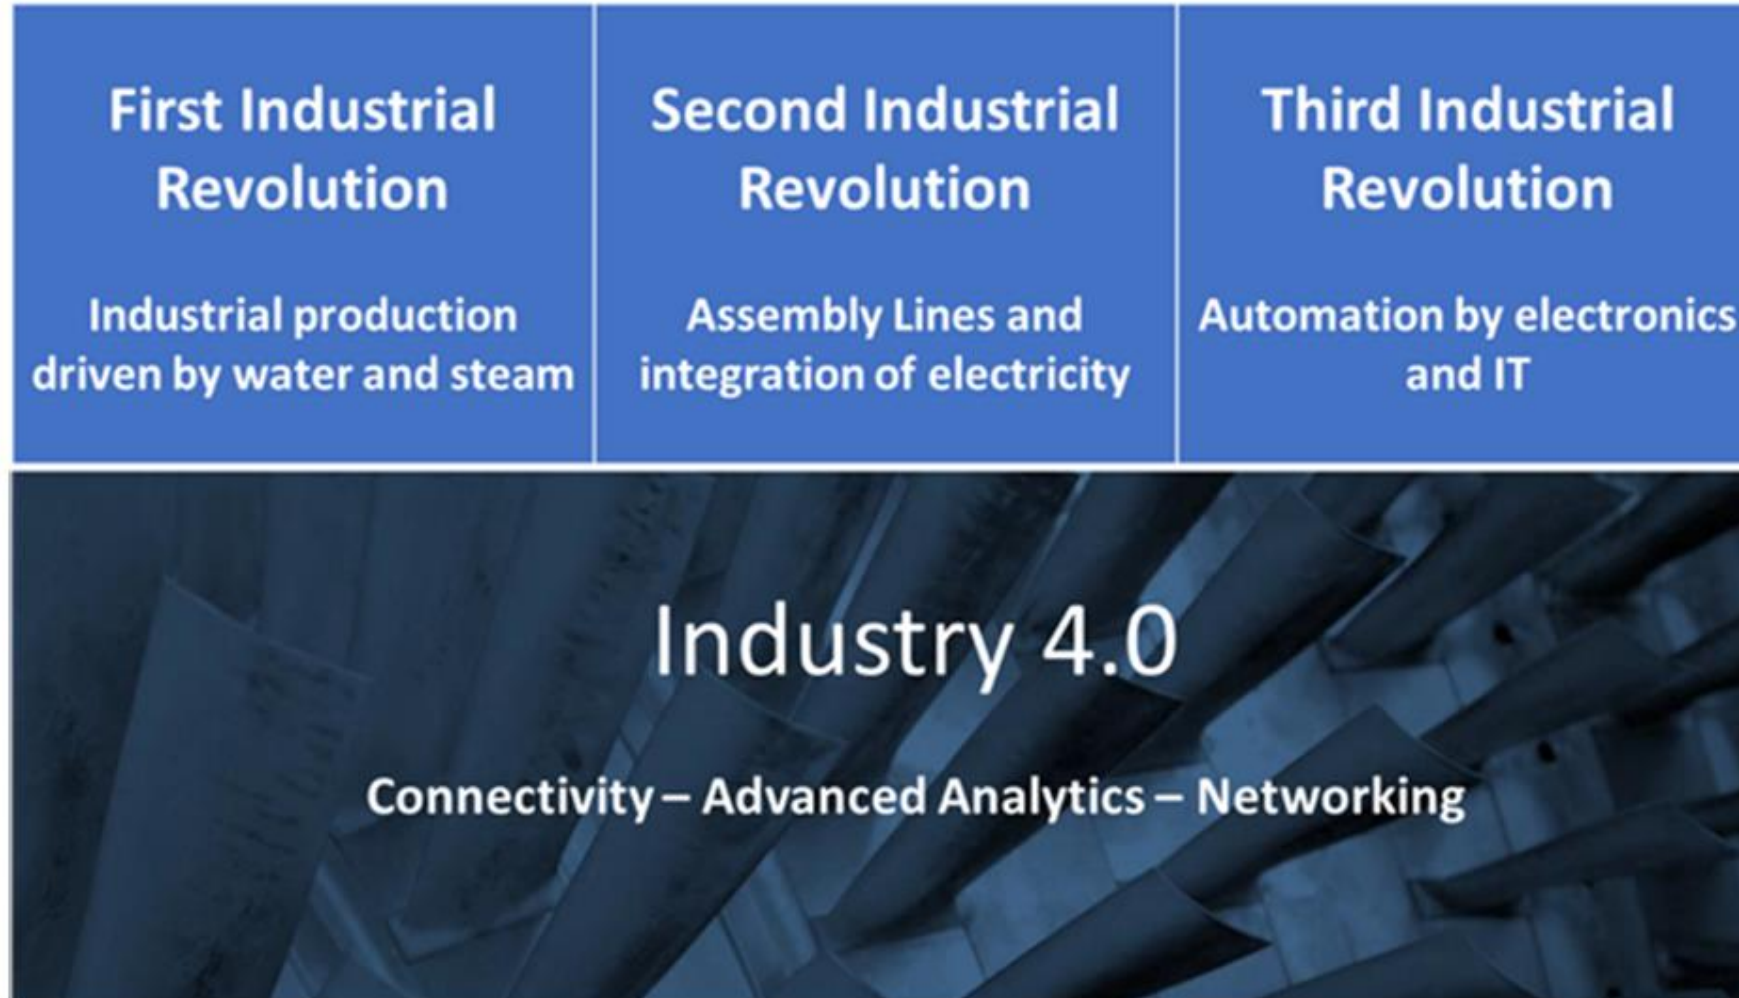 First Industrial
Revolution
Industrial production
driven by water and steam
Second Industrial
Revolution
Assembly Lines and
integration of electricity
Third Industrial
Revolution
Automation by electronics
and IT
Industry 4.0
Connectivity – Advanced Analytics – Networking